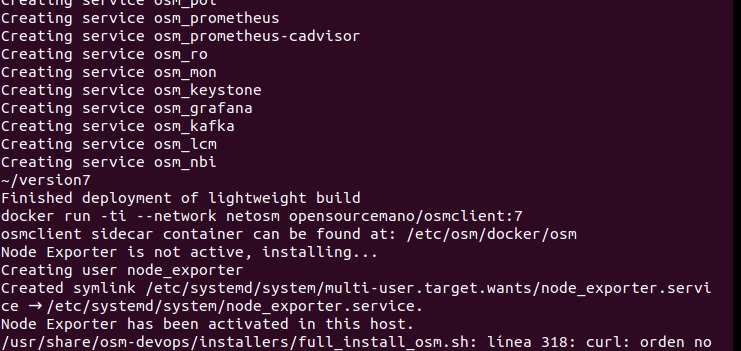 Creating service osm_pol
Creating service osm_prometheus
Creating service osm_prometheus-cadvisor
Creating service osm_ro
Creating service osm_mon
Creating service osm_keystone
Creating service osm_grafana
Creating service osm_kafka
Creating service osm_lcm
Creating service osm_nbi
~/version7
Finished deployment of lightweight build
docker run -ti --network netosm opensourcemano/osmclient:7
osmclient sidecar container can be found at: /etc/osm/docker/osm
Node Exporter is not active, installing...
Creating user node_exporter
Created symlink /etc/systemd/system/multi-user.target.wants/node_exporter.servi
ce → /etc/systemd/system/node_exporter.service.
Node Exporter has been activated in this host.
/usr/share/osm-devops/installers/full_install_osm.sh: línea 318: curl: orden no